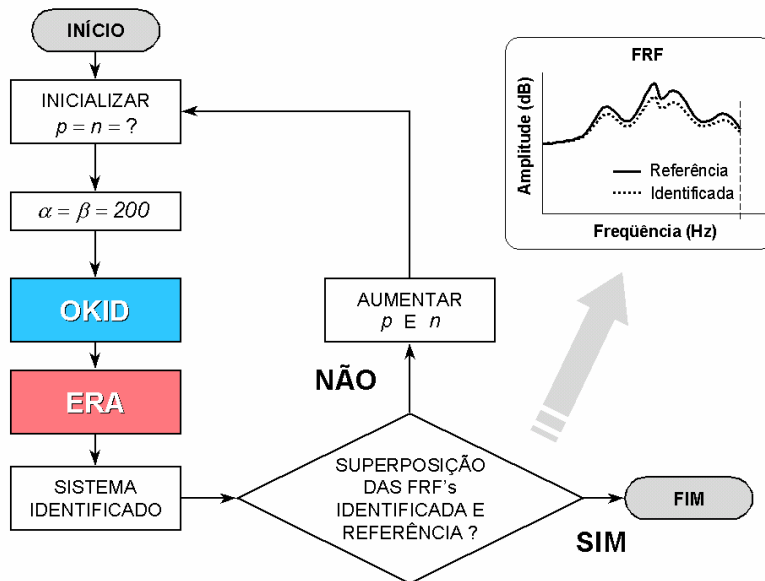 INÍCIO
INICIALIZAR
p = n = ?
α = β = 200
OKID
ERA
SISTEMA
IDENTIFICADO
SUPERPOSIÇÃO
DAS FRF's
IDENTIFICADA E
REFERÊNCIA ?
NÃO
AUMENTAR
p E n
SIM
FIM
FRF
Amplitude (dB)
Referência
Identificada
Freqüência (Hz)